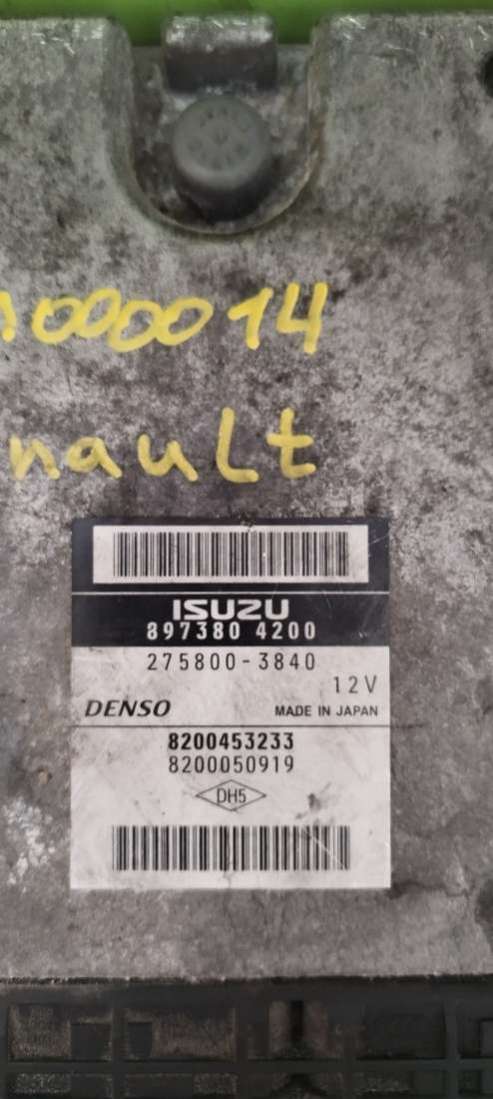 000014
nault
ISUZU
897380 4200
275800-3840
12V
DENSO
MADE IN JAPAN
8200453233
8200050919
DH5